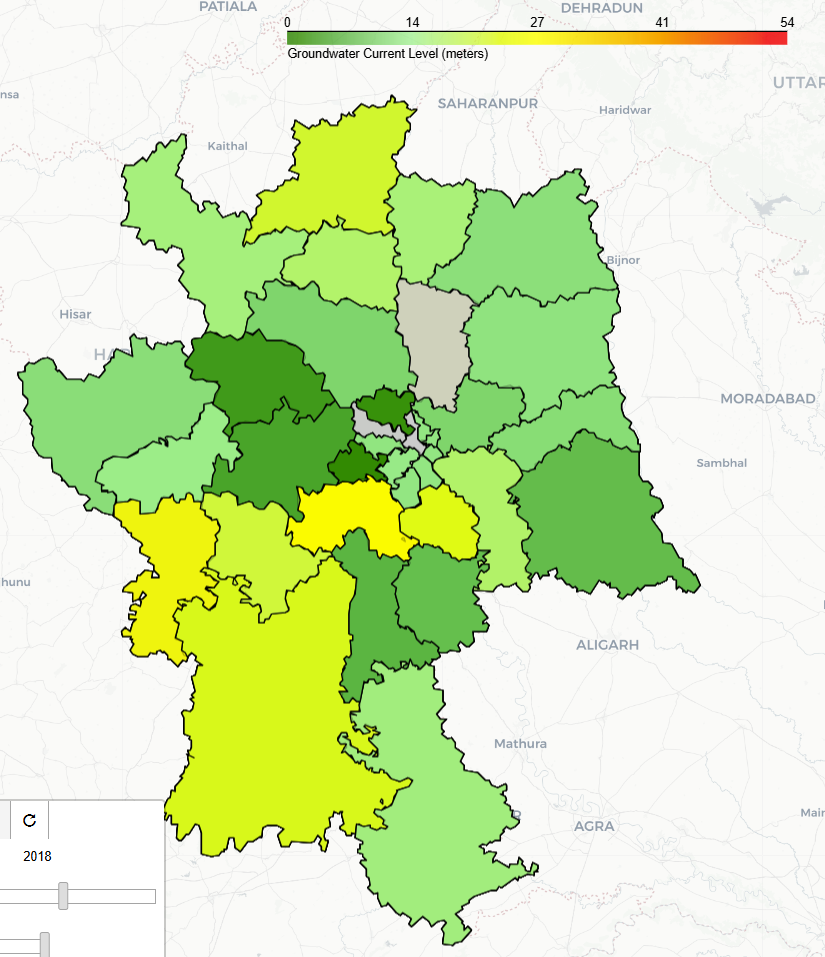 PATIALA
DEHRADUN
0 14 27 41 54
Groundwater Current Level (meters)
UTTAR
nsa
SAHARANPUR
Haridwar
Kaithal
Bijnor
Hisar
HA
MORADABAD
Sambhal
hunu
ALIGARH
Mathura
AGRA
Mair
2018